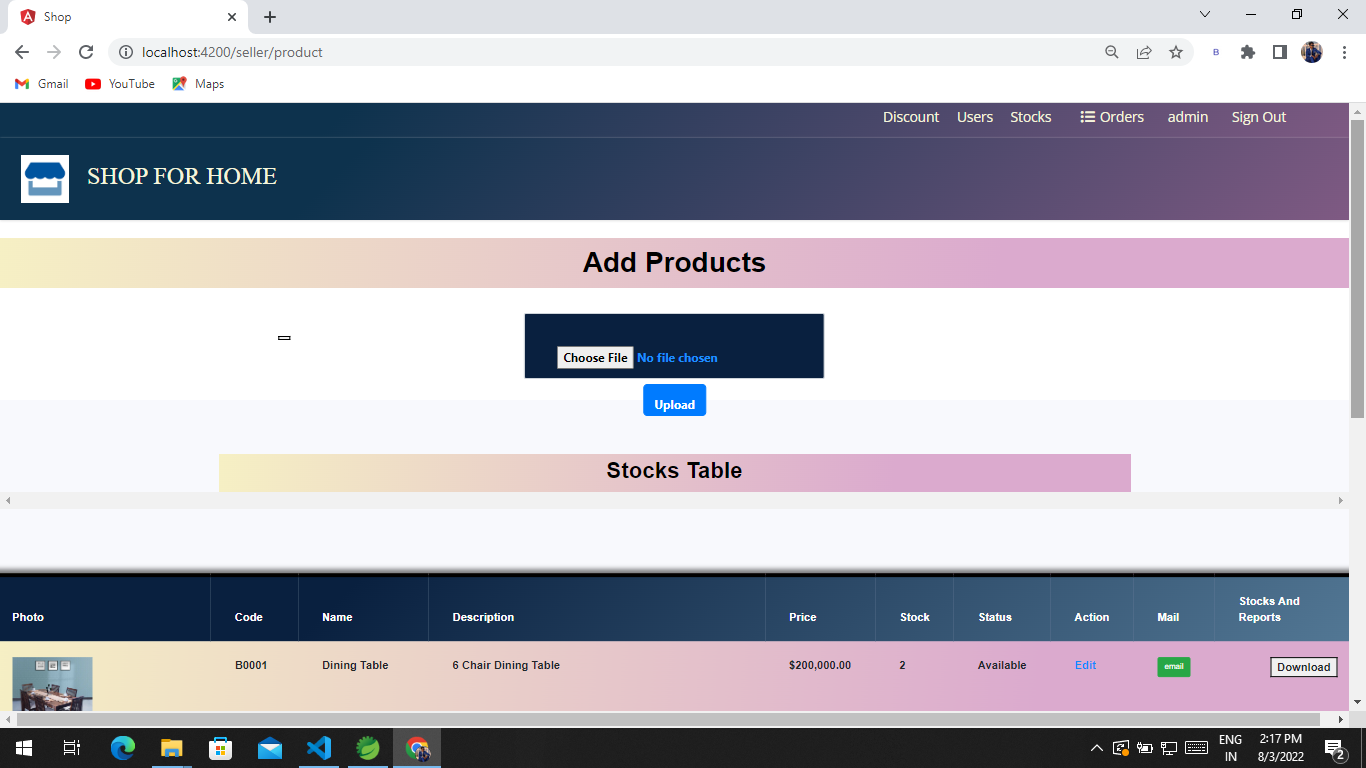 Shop
localhost:4200/seller/product
B
Gmail YouTube Maps
Discount Users Stocks Orders admin Sign Out
SHOP FOR HOME
Add Products
Choose File No file chosen
Upload
Stocks Table
Photo Code Name Description Price Stock Status Action Mail Stocks And Reports
B0001 Dining Table 6 Chair Dining Table $200,000.00 2 Available Edit email Download
ENG 2:17 PM
IN 8/3/2022 2